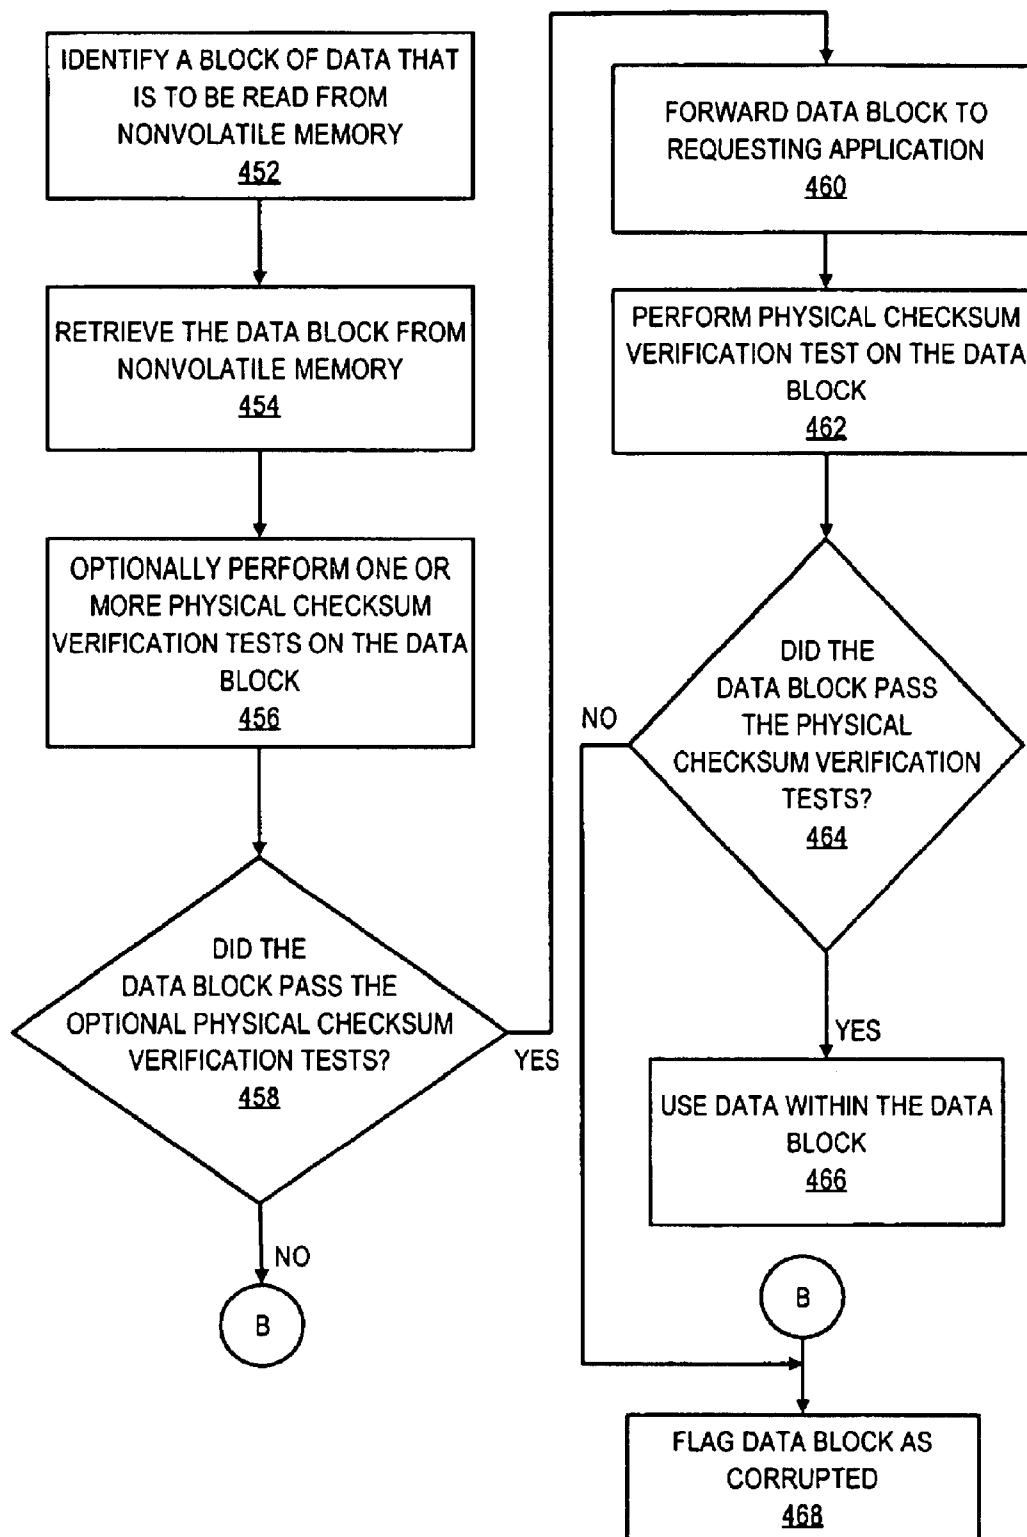 IDENTIFY A BLOCK OF DATA THAT
IS TO BE READ FROM
NONVOLATILE MEMORY
452
RETRIEVE THE DATA BLOCK FROM
NONVOLATILE MEMORY
454
OPTIONALLY PERFORM ONE OR
MORE PHYSICAL CHECKSUM
VERIFICATION TESTS ON THE DATA
BLOCK
456
DID THE
DATA BLOCK PASS THE
OPTIONAL PHYSICAL CHECKSUM
VERIFICATION TESTS?
458
YES
NO
B
FORWARD DATA BLOCK TO
REQUESTING APPLICATION
460
PERFORM PHYSICAL CHECKSUM
VERIFICATION TEST ON THE DATA
BLOCK
462
DID THE
DATA BLOCK PASS
THE PHYSICAL
CHECKSUM VERIFICATION
TESTS?
464
NO
YES
USE DATA WITHIN THE DATA
BLOCK
466
B
FLAG DATA BLOCK AS
CORRUPTED
468